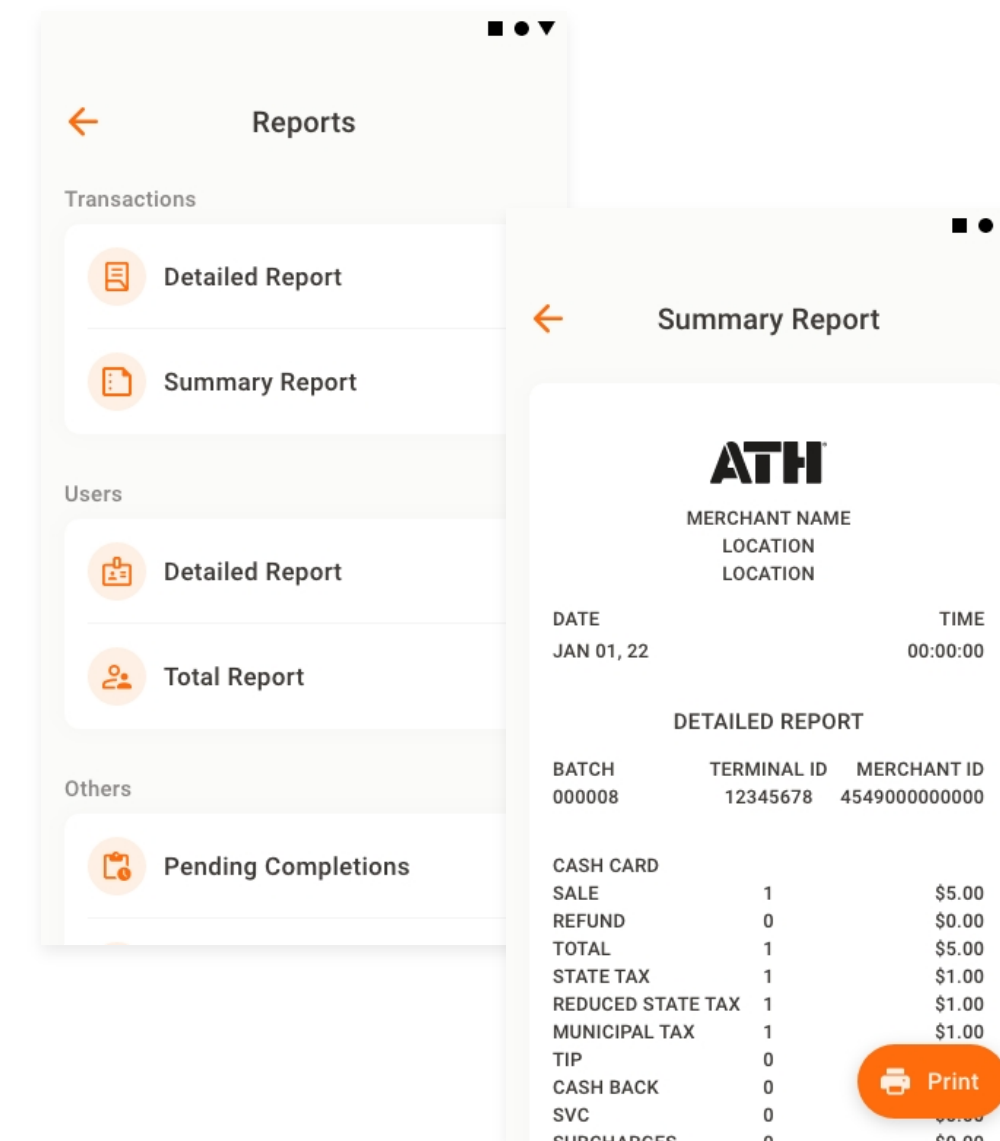 Reports
Transactions
Detailed Report
Summary Report
Users
Detailed Report
Total Report
Others
Pending Completions
Summary Report
ATH
MERCHANT NAME
LOCATION
LOCATION
DATE TIME
JAN 01, 22 00:00:00
DETAILED REPORT
BATCH TERMINAL ID MERCHANT ID
000008 12345678 4549000000000
CASH CARD
SALE 1 $5.00
REFUND 0 $0.00
TOTAL 1 $5.00
STATE TAX 1 $1.00
REDUCED STATE TAX 1 $1.00
MUNICIPAL TAX 1 $1.00
TIP 0
CASH BACK 0
Print
SVC 0
SURCHARGES 0 $0.00